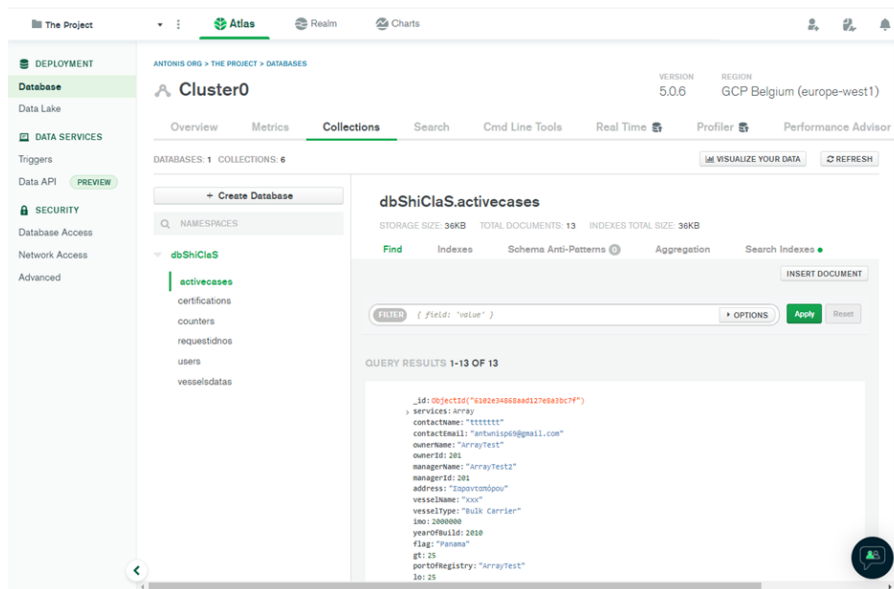 The Project
Atlas
Realm
Charts
DEPLOYMENT
Database
Data Lake
DATA SERVICES
Triggers
Data API PREVIEW
SECURITY
Database Access
Network Access
Advanced
ANTONIS ORG > THE PROJECT > DATABASES
Cluster0
VERSION
5.0.6
REGION
GCP Belgium (europe-west1)
Overview Metrics Collections Search Cmd Line Tools Real Time Profiler Performance Advisor
DATABASES: 1 COLLECTIONS: 6
VISUALIZE YOUR DATA
REFRESH
+ Create Database
NAMESPACES
dbShiClaS
activecases
certifications
counters
requestidnos
users
vesselsdatas
dbShiClaS.activecases
STORAGE SIZE: 36KB TOTAL DOCUMENTS: 13 INDEXES TOTAL SIZE: 36KB
Find Indexes Schema Anti-Patterns 0 Aggregation Search Indexes
INSERT DOCUMENT
FILTER { field: 'value' }
OPTIONS
Apply
Reset
QUERY RESULTS 1-13 OF 13
_id: ObjectId("6102e34868aad127e8a3bc7f")
services: Array
contactName: "ttttttt"
contactEmail: "antwnisp69@gmail.com"
ownerName: "ArrayTest"
ownerId: 201
managerName: "ArrayTest2"
managerId: 201
address: "Σαρανταπόρου"
vesselName: "xxx"
vesselType: "Bulk Carrier"
imo: 2000000
yearOfBuild: 2010
flag: "Panama"
gt: 25
portOfRegistry: "ArrayTest"
lo: 25